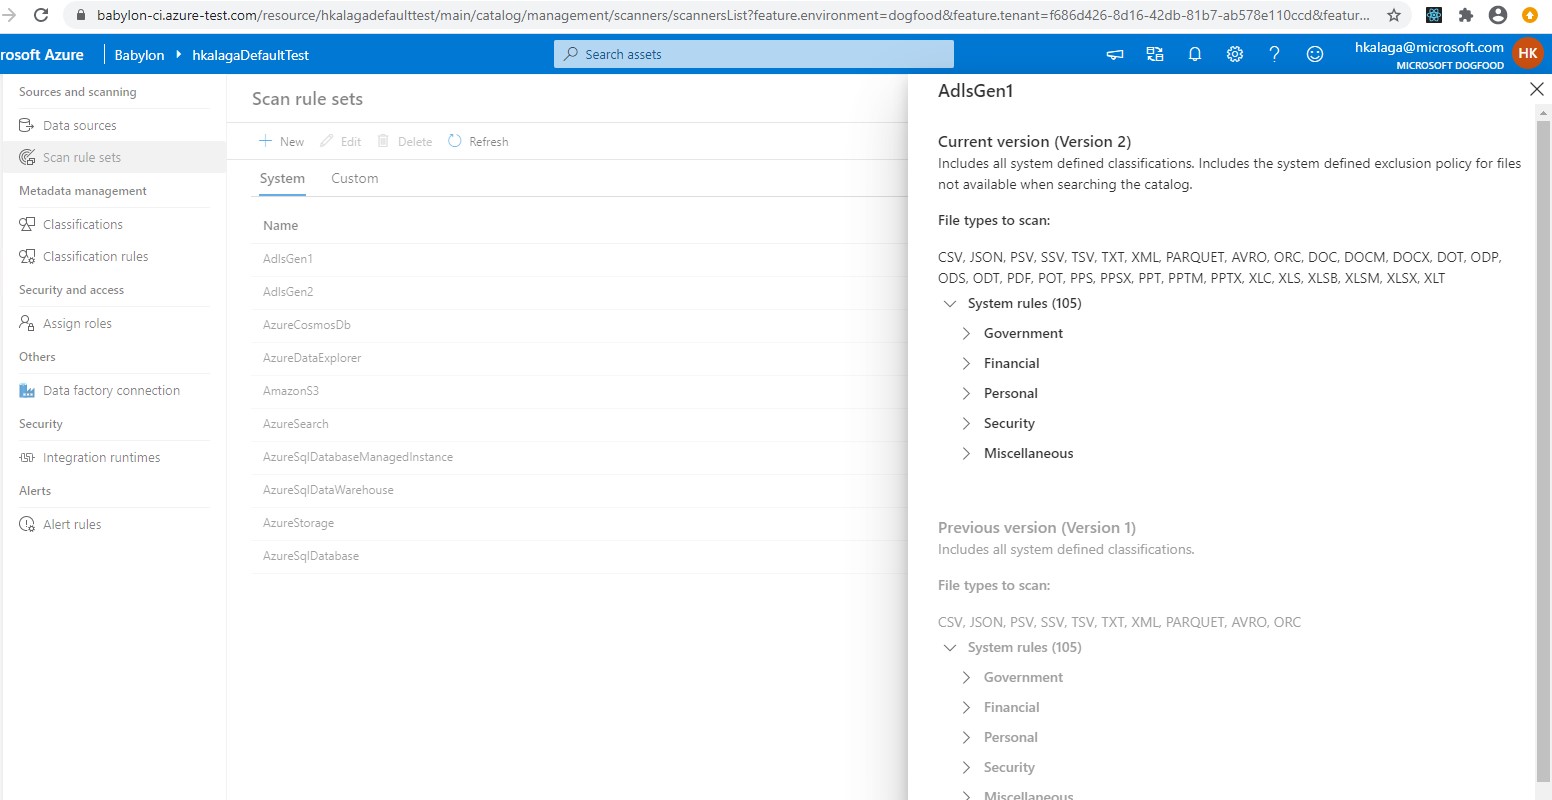 babylon-ci.azure-test.com/resource/hkalagadefaulttest/main/catalog/management/scanners/scannersList?feature.environment=dogfood&feature.tenant=f686d426-8d16-42db-81b7-ab578e110ccd&featur...
rosoft Azure
Babylon
hkalagaDefaultTest
Search assets
hkalaga@microsoft.com
MICROSOFT DOGFOOD
HK
Sources and scanning
Data sources
Scan rule sets
Metadata management
Classifications
Classification rules
Security and access
Assign roles
Others
Data factory connection
Security
Integration runtimes
Alerts
Alert rules
Scan rule sets
New
Edit
Delete
Refresh
System
Custom
Name
AdlsGen1
AdlsGen2
AzureCosmosDb
AzureDataExplorer
AmazonS3
AzureSearch
AzureSqlDatabaseManagedInstance
AzureSqlDataWarehouse
AzureStorage
AzureSqlDatabase
AdlsGen1
Current version (Version 2)
Includes all system defined classifications. Includes the system defined exclusion policy for files
not available when searching the catalog.
File types to scan:
CSV, JSON, PSV, SSV, TSV, TXT, XML, PARQUET, AVRO, ORC, DOC, DOCM, DOCX, DOT, ODP,
ODS, ODT, PDF, POT, PPS, PPSX, PPT, PPTM, PPTX, XLC, XLS, XLSB, XLSM, XLSX, XLT
System rules (105)
Government
Financial
Personal
Security
Miscellaneous
Previous version (Version 1)
Includes all system defined classifications.
File types to scan:
CSV, JSON, PSV, SSV, TSV, TXT, XML, PARQUET, AVRO, ORC
System rules (105)
Government
Financial
Personal
Security
Miscellaneous